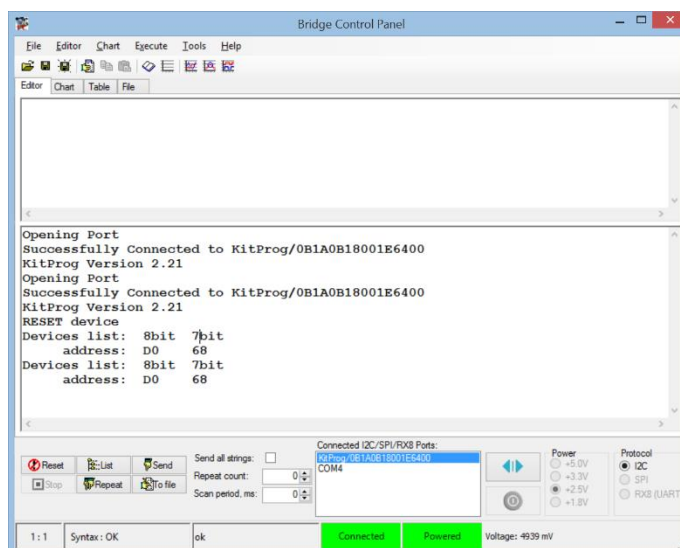 Bridge Control Panel
File Editor Chart Execute Tools Help
Editor Chart Table File
Opening Port
Successfully Connected to KitProg/0B1A0B18001E6400
KitProg Version 2.21
Opening Port
Successfully Connected to KitProg/0B1A0B18001E6400
KitProg Version 2.21
RESET device
Devices list: 8bit 7bit
address: D0 68
Devices list: 8bit 7bit
address: D0 68
Connected I2C/SPI/RX8 Ports:
Reset List Send
Stop Repeat To file
Send all strings:
Repeat count: 0
Scan period, ms: 0
KitProg/0B1A0B18001E6400
COM4
Power
+5.0V
+3.3V
+2.5V
+1.8V
Protocol
I2C
SPI
RX8 (UART
1 : 1 Syntax : OK ok Connected Powered Voltage: 4939 mV